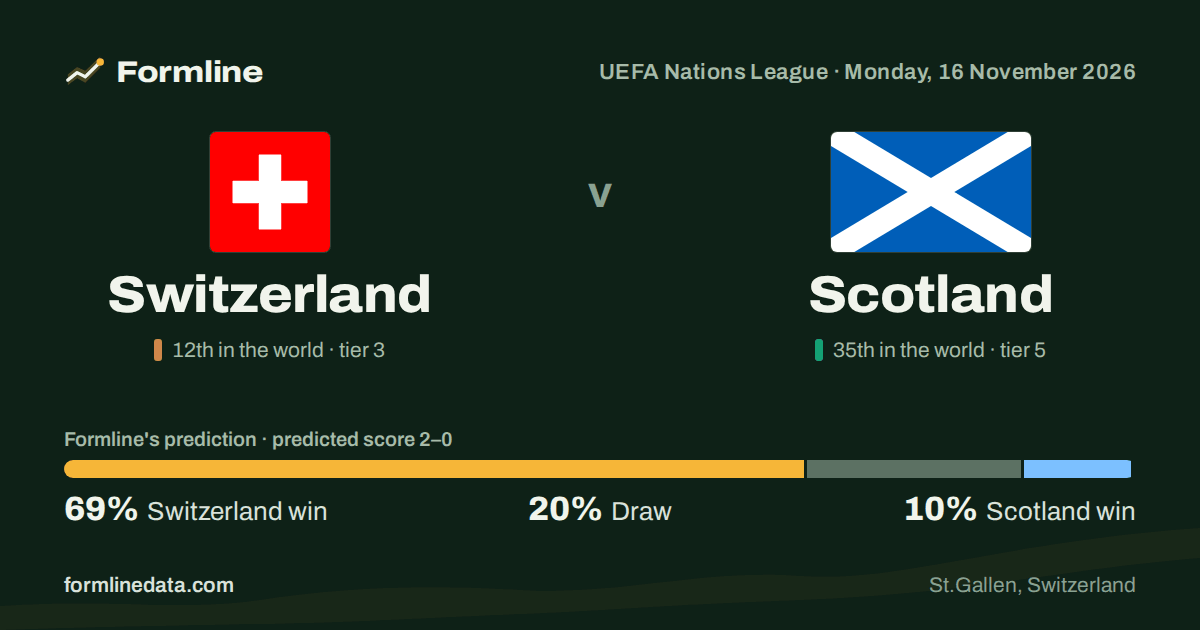 Formline
UEFA Nations League · Monday, 16 November 2026
v
Switzerland
Scotland
12th in the world · tier 3
35th in the world · tier 5
Formline's prediction · predicted score 2–0
69% Switzerland win
20% Draw
10% Scotland win
formlinedata.com
St.Gallen, Switzerland